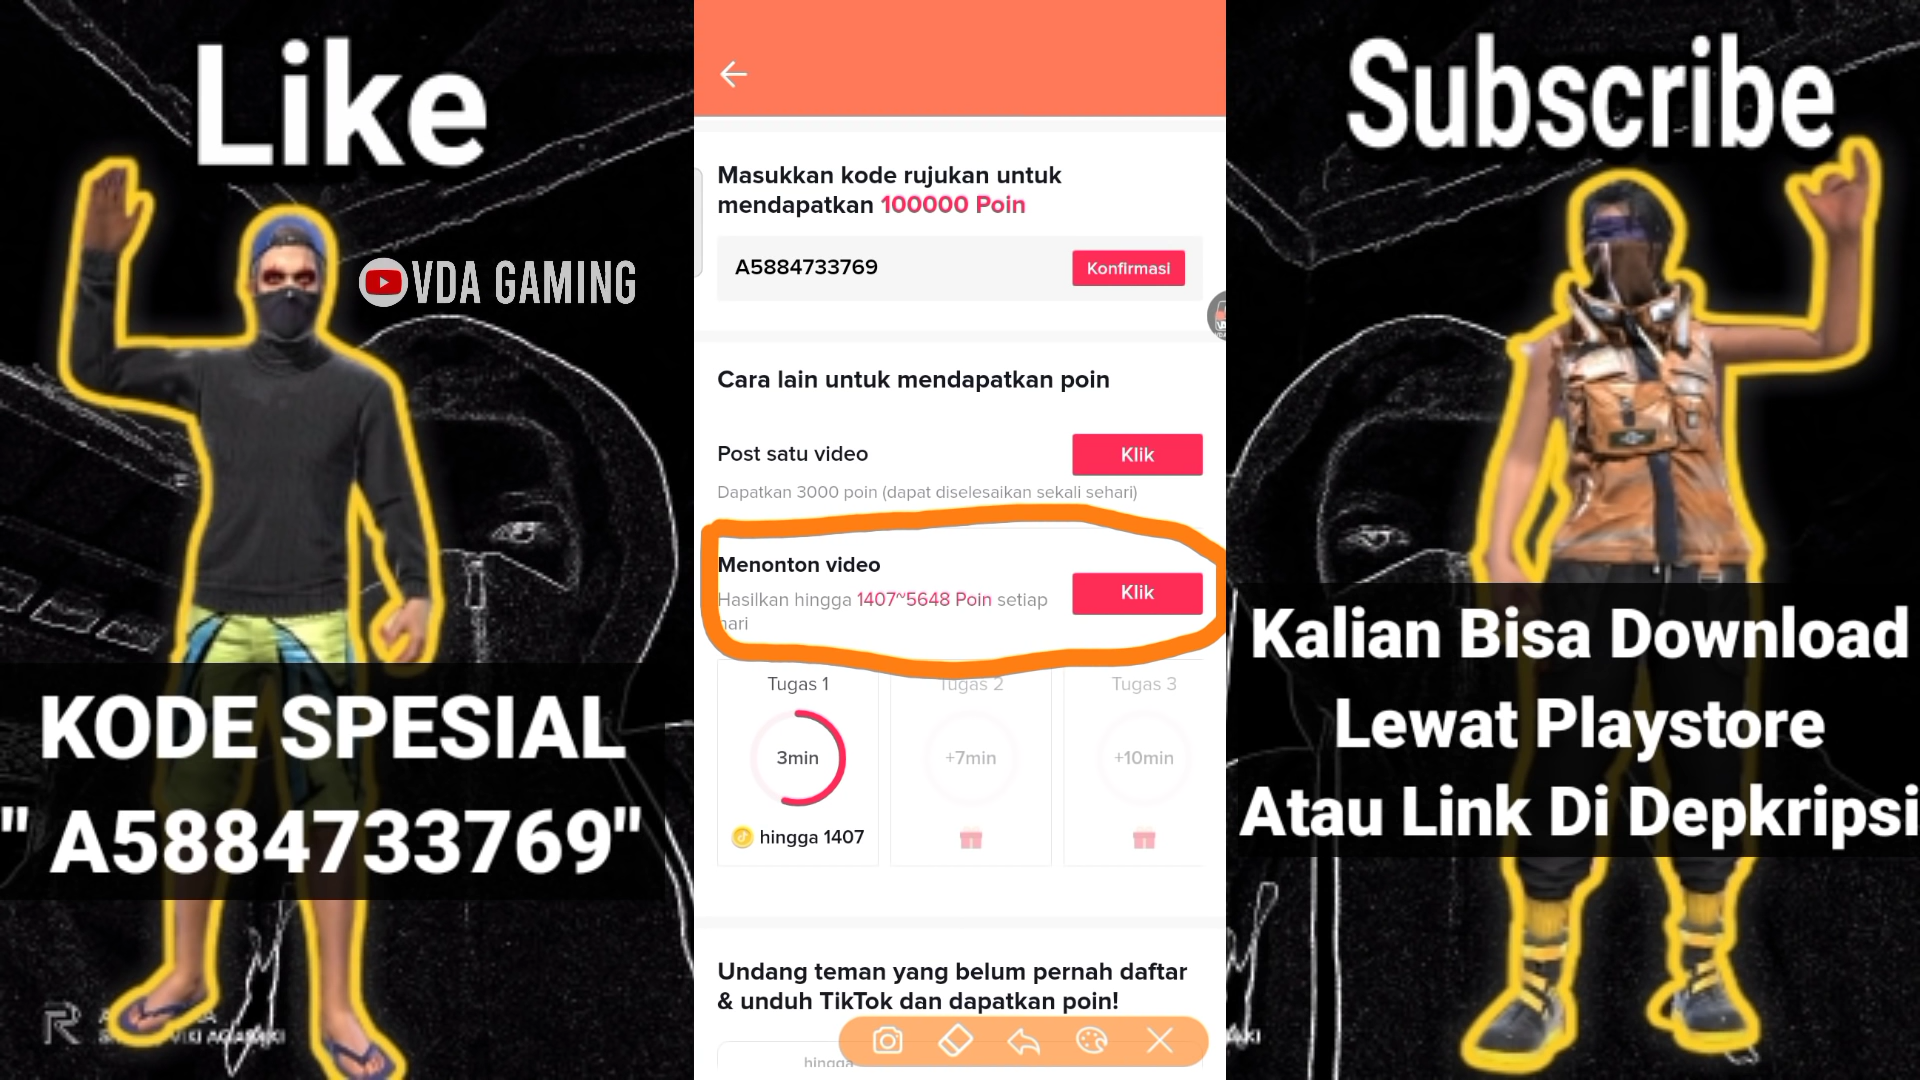 Like
VDA GAMING
KODE SPESIAL
" A5884733769"
Masukkan kode rujukan untuk
mendapatkan 100000 Poin
A5884733769
Konfirmasi
Cara lain untuk mendapatkan poin
Post satu video
Klik
Dapatkan 3000 poin (dapat diselesaikan sekali sehari)
Menonton video
Klik
Hasilkan hingga 1407~5648 Poin setiap
hari
Tugas 1
Tugas 2
Tugas 3
3min
+7min
+10min
hingga 1407
Undang teman yang belum pernah daftar
& unduh TikTok dan dapatkan poin!
hingga
Subscribe
Kalian Bisa Download
Lewat Playstore
Atau Link Di Depkripsi